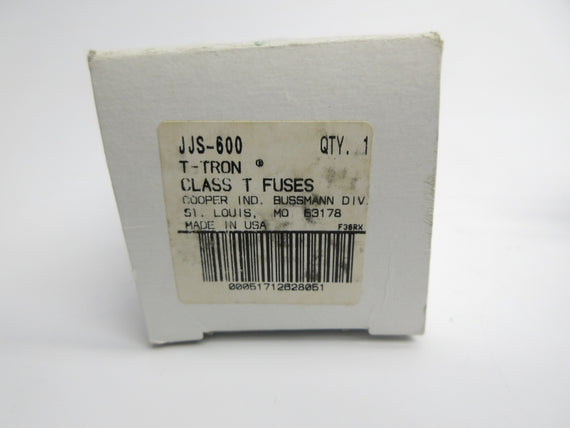 JJS-600 QTY. 1
T-TRON ®
CLASS T FUSES
COOPER IND. BUSSMANN DIV.
ST. LOUIS, MO 63178
MADE IN USA F36RX
00051712828051